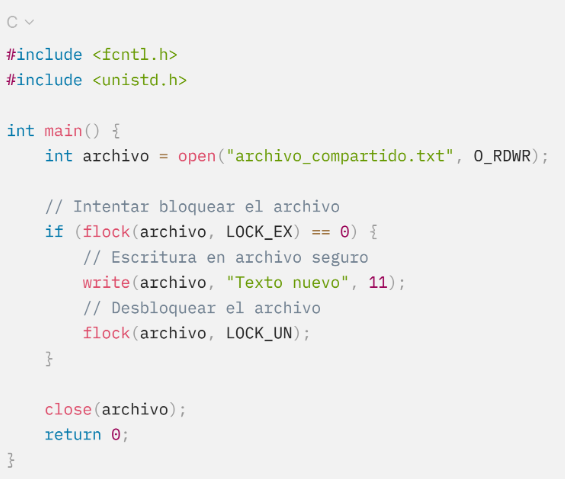 C
#include <fcntl.h>
#include <unistd.h>
int main() {
    int archivo = open("archivo_compartido.txt", O_RDWR);
    // Intentar bloquear el archivo
    if (flock(archivo, LOCK_EX) == 0) {
        // Escritura en archivo seguro
        write(archivo, "Texto nuevo", 11);
        // Desbloquear el archivo
        flock(archivo, LOCK_UN);
    }
    close(archivo);
    return 0;
}